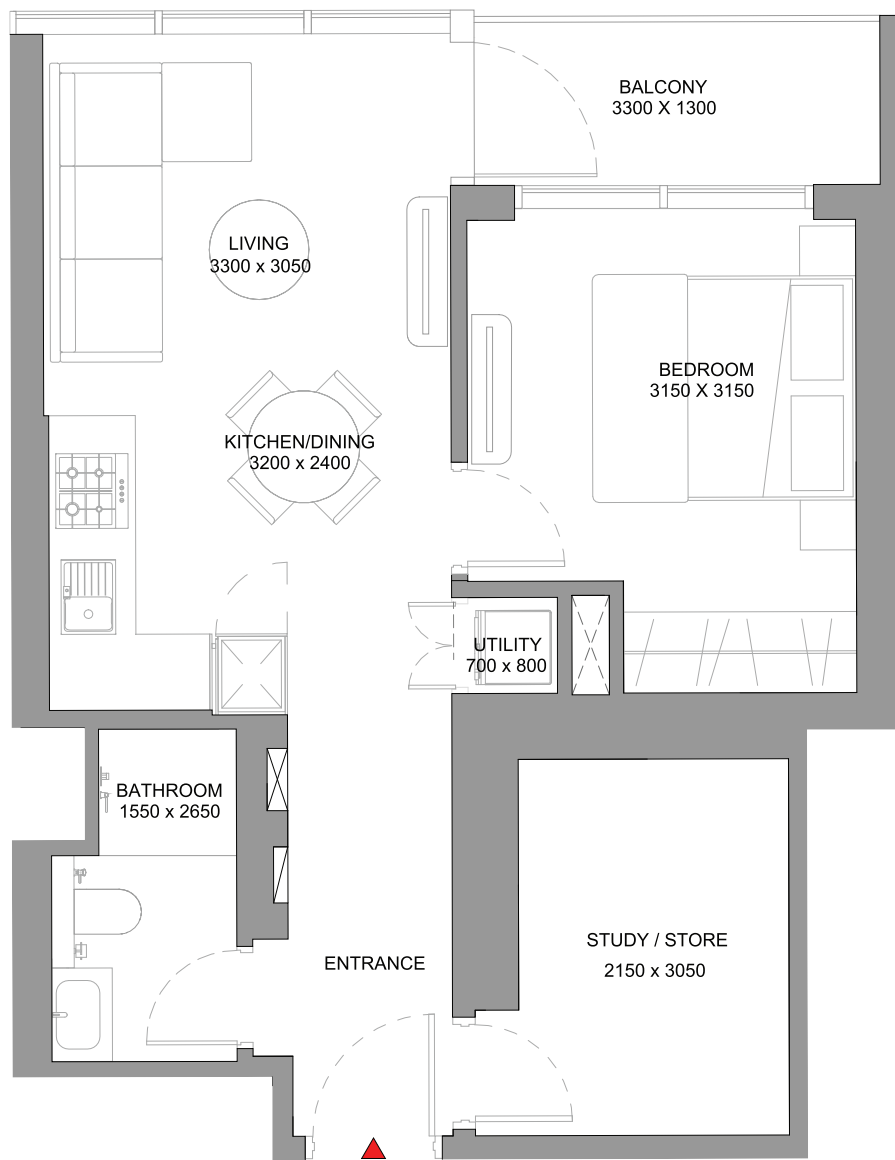 BALCONY
3300 X 1300
LIVING
3300 x 3050
BEDROOM
3150 X 3150
KITCHEN/DINING
3200 x 2400
UTILITY
700 x 800
BATHROOM
1550 x 2650
STUDY / STORE
2150 x 3050
ENTRANCE